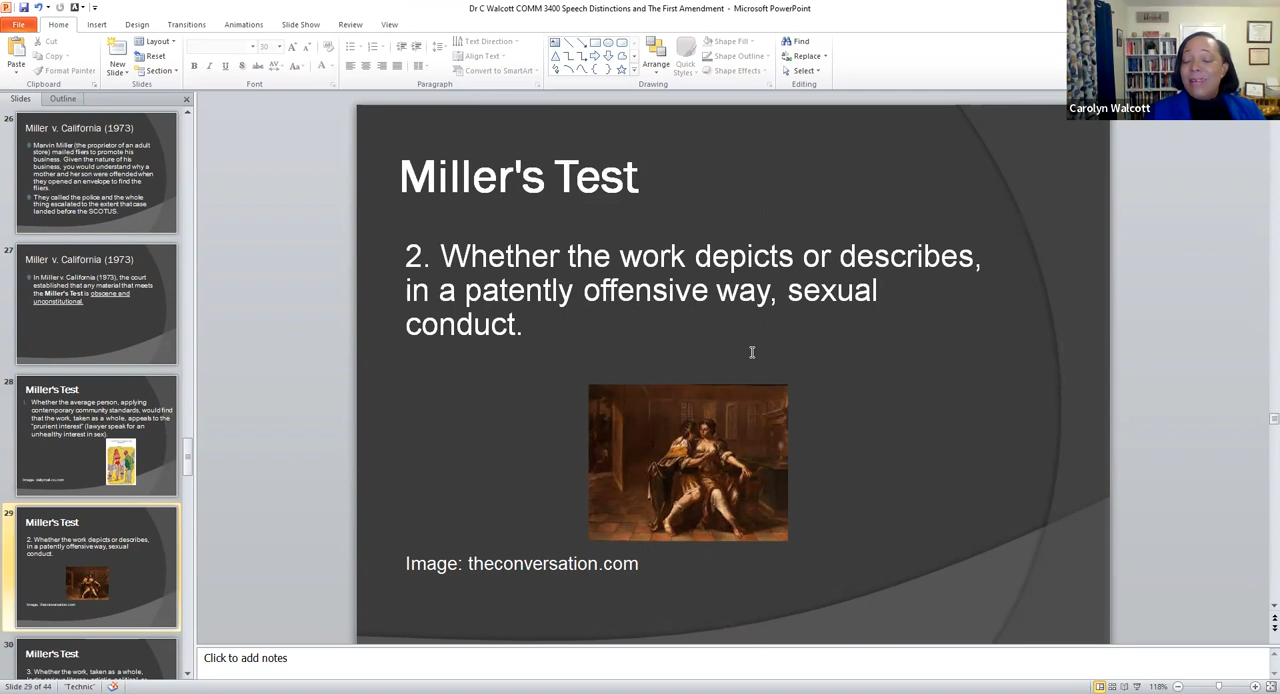 Dr C Walcott COMM 3400 Speech Distinctions and The First Amendment - Microsoft PowerPoint
File Home Insert Design Transitions Animations Slide Show Review View
Paste
Cut
Copy
Format Painter
Clipboard
New
Slide
Layout
Reset
Section
Slides
30
B I U S abc AV Aa A
Font
Text Direction
Align Text
Convert to SmartArt
Paragraph
Arrange
Quick
Styles
Shape Fill
Shape Outline
Shape Effects
Drawing
Find
Replace
Select
Editing
Carolyn Walcott
Slides Outline
26
Miller v. California (1973)
Marvin Miller (the proprietor of an adult
store) mailed fliers to promote his
business. Given the nature of his
business, you would understand why a
mother and her son were offended when
they opened an envelope to find the
fliers.
They called the police and the whole
thing escalated to the extent that case
landed before the SCOTUS.
27
Miller v. California (1973)
In Miller v. California (1973), the court
established that any material that meets
the Miller's Test is obscene and
unconstitutional.
28
Miller's Test
Whether the average person, applying
contemporary community standards, would find
that the work, taken as a whole, appeals to the
"prurient interest" (lawyer speak for an
unhealthy interest in sex).
Image: dailymail.co.com
29
Miller's Test
2. Whether the work depicts or describes,
in a patently offensive way, sexual
conduct.
Image: theconversation.com
30
Miller's Test
3. Whether the work, taken as a whole,
Miller's Test
2. Whether the work depicts or describes,
in a patently offensive way, sexual
conduct.
Image: theconversation.com
Click to add notes
Slide 29 of 44 "Technic" 118%